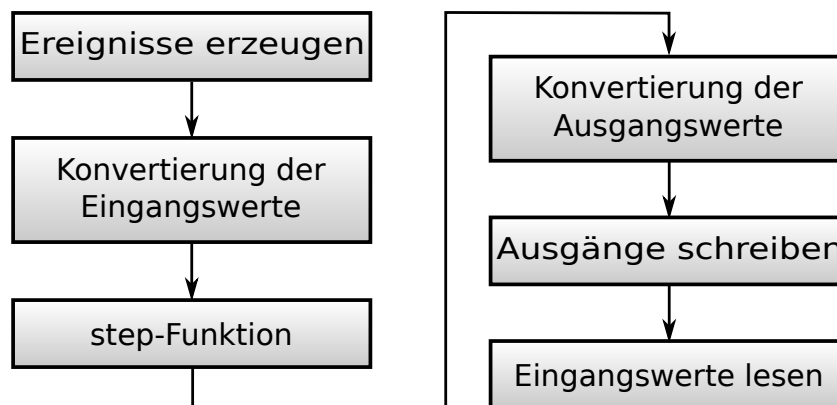 Ereignisse erzeugen
Konvertierung der
Eingangswerte
step-Funktion
Konvertierung der
Ausgangswerte
Ausgänge schreiben
Eingangswerte lesen